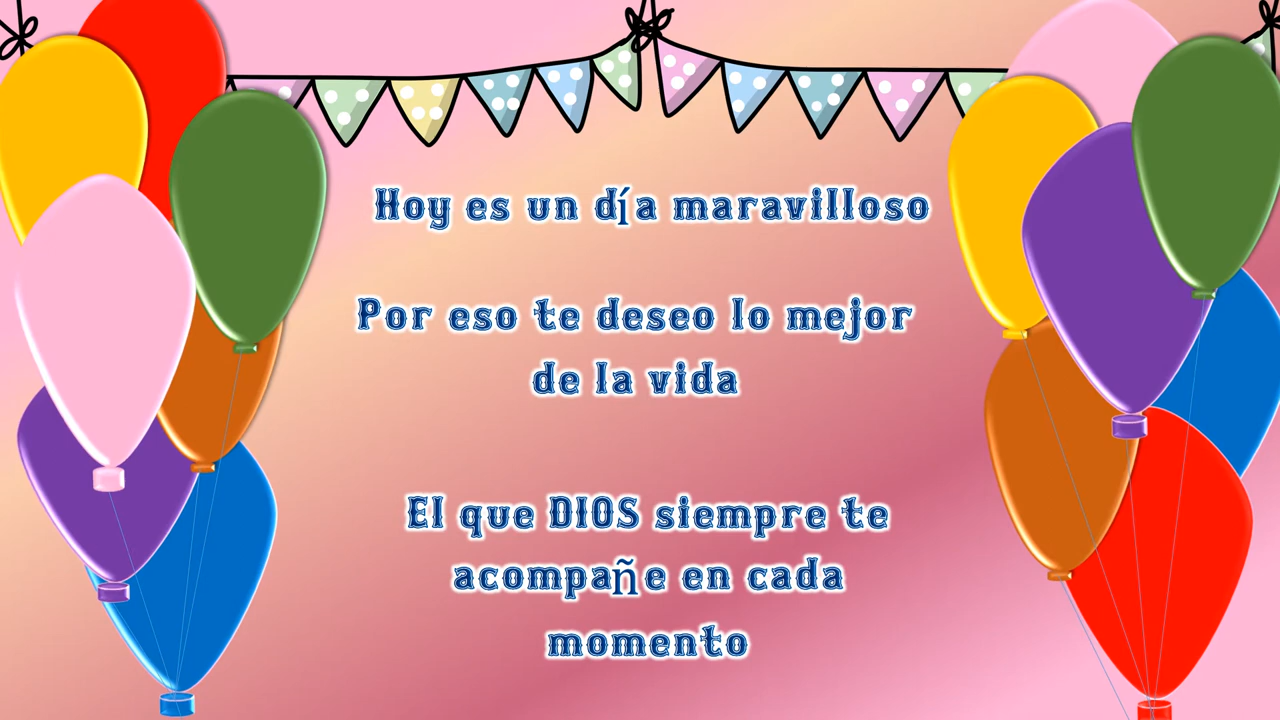 Hoy es un día maravilloso
Por eso te deseo lo mejor
de la vida
El que DIOS siempre te
acompañe en cada
momento